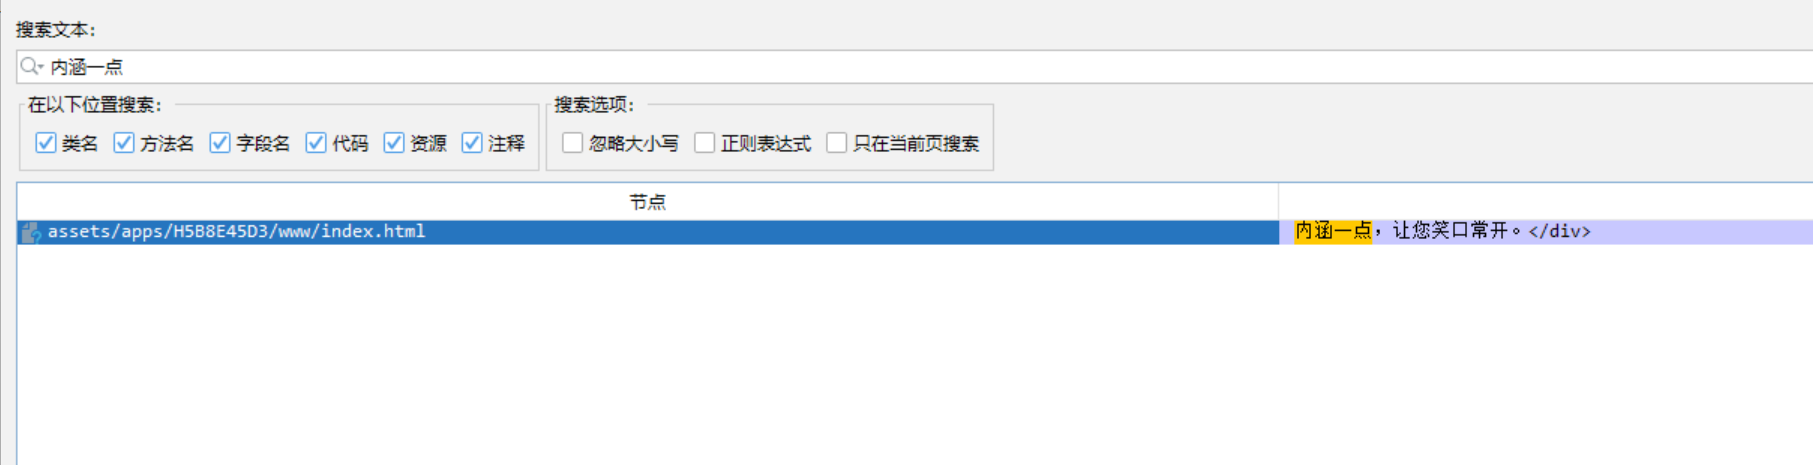 搜索文本:
内涵一点
在以下位置搜索: 搜索选项:
类名 方法名 字段名 代码 资源 注释 忽略大小写 正则表达式 只在当前页搜索
节点
assets/apps/H5B8E45D3/www/index.html 内涵一点，让您笑口常开。</div>